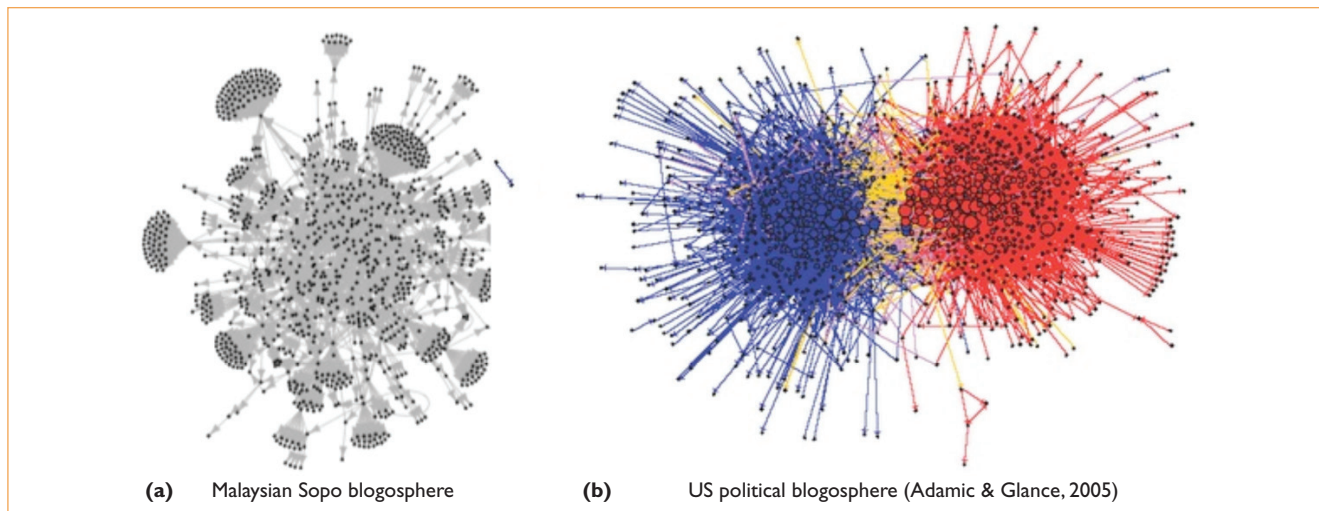 (a) Malaysian Sopo blogosphere
(b) US political blogosphere (Adamic & Glance, 2005)